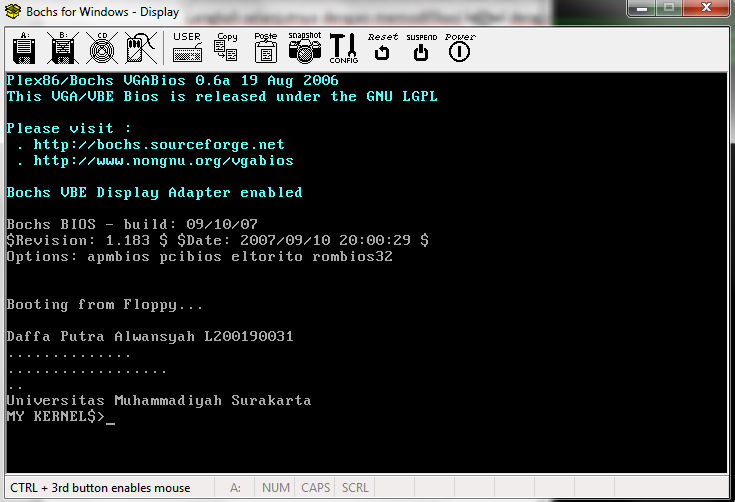 Bochs for Windows - Display
A: B: CD USER Copy Poste snapshot CONFIG Reset SUSPEND Power
Plex86/Bochs VGABios 0.6a 19 Aug 2006
This VGA/VBE Bios is released under the GNU LGPL
Please visit :
. http://bochs.sourceforge.net
. http://www.nongnu.org/vgabios
Bochs VBE Display Adapter enabled
Bochs BIOS - build: 09/10/07
$Revision: 1.183 $ $Date: 2007/09/10 20:00:29 $
Options: apmbios pcibios eltorito rombios32
Booting from Floppy...
Daffa Putra Alwansyah L200190031
..............
..................
..
Universitas Muhammadiyah Surakarta
MY KERNEL$>_
CTRL + 3rd button enables mouse A: NUM CAPS SCRL